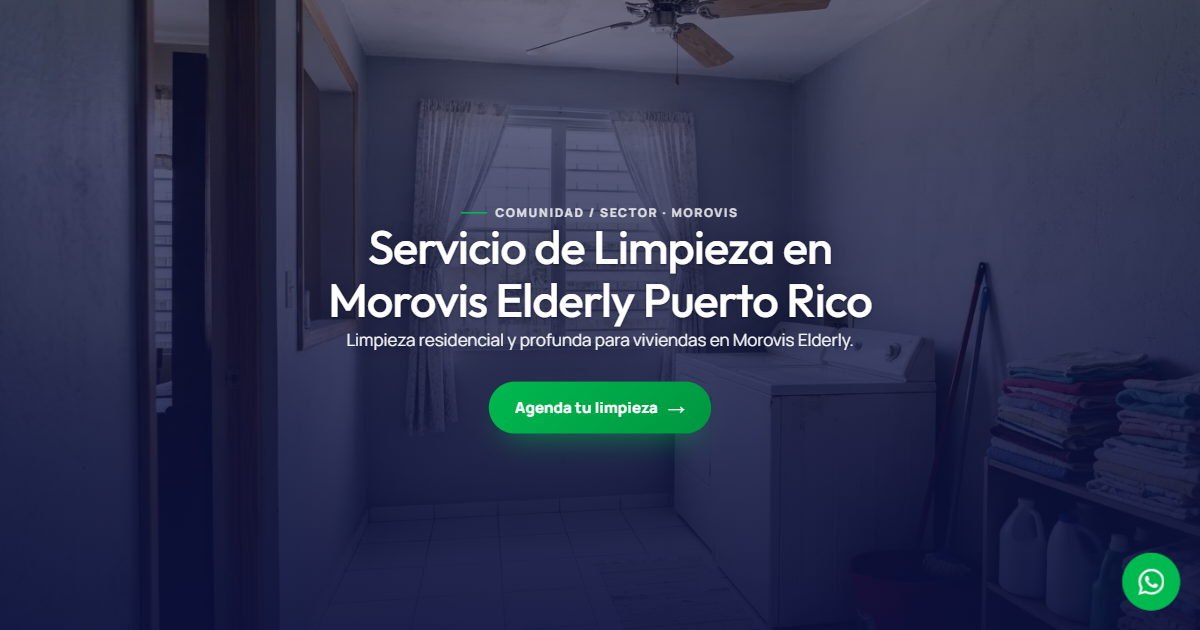 COMUNIDAD / SECTOR · MOROVIS
Servicio de Limpieza en
Morovis Elderly Puerto Rico
Limpieza residencial y profunda para viviendas en Morovis Elderly.
Agenda tu limpieza →